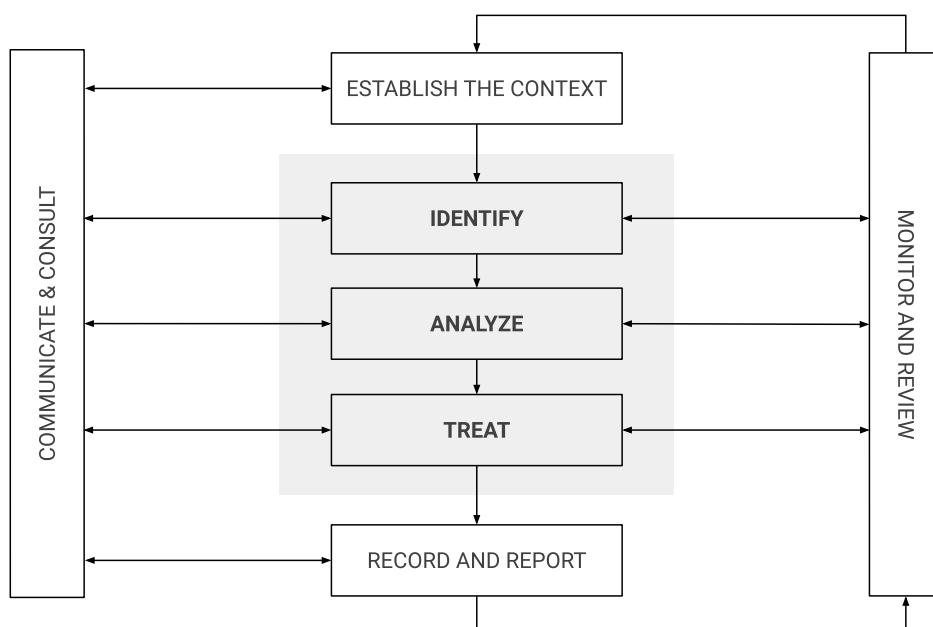 ESTABLISH THE CONTEXT
COMMUNICATE & CONSULT
IDENTIFY
ANALYZE
TREAT
MONITOR AND REVIEW
RECORD AND REPORT